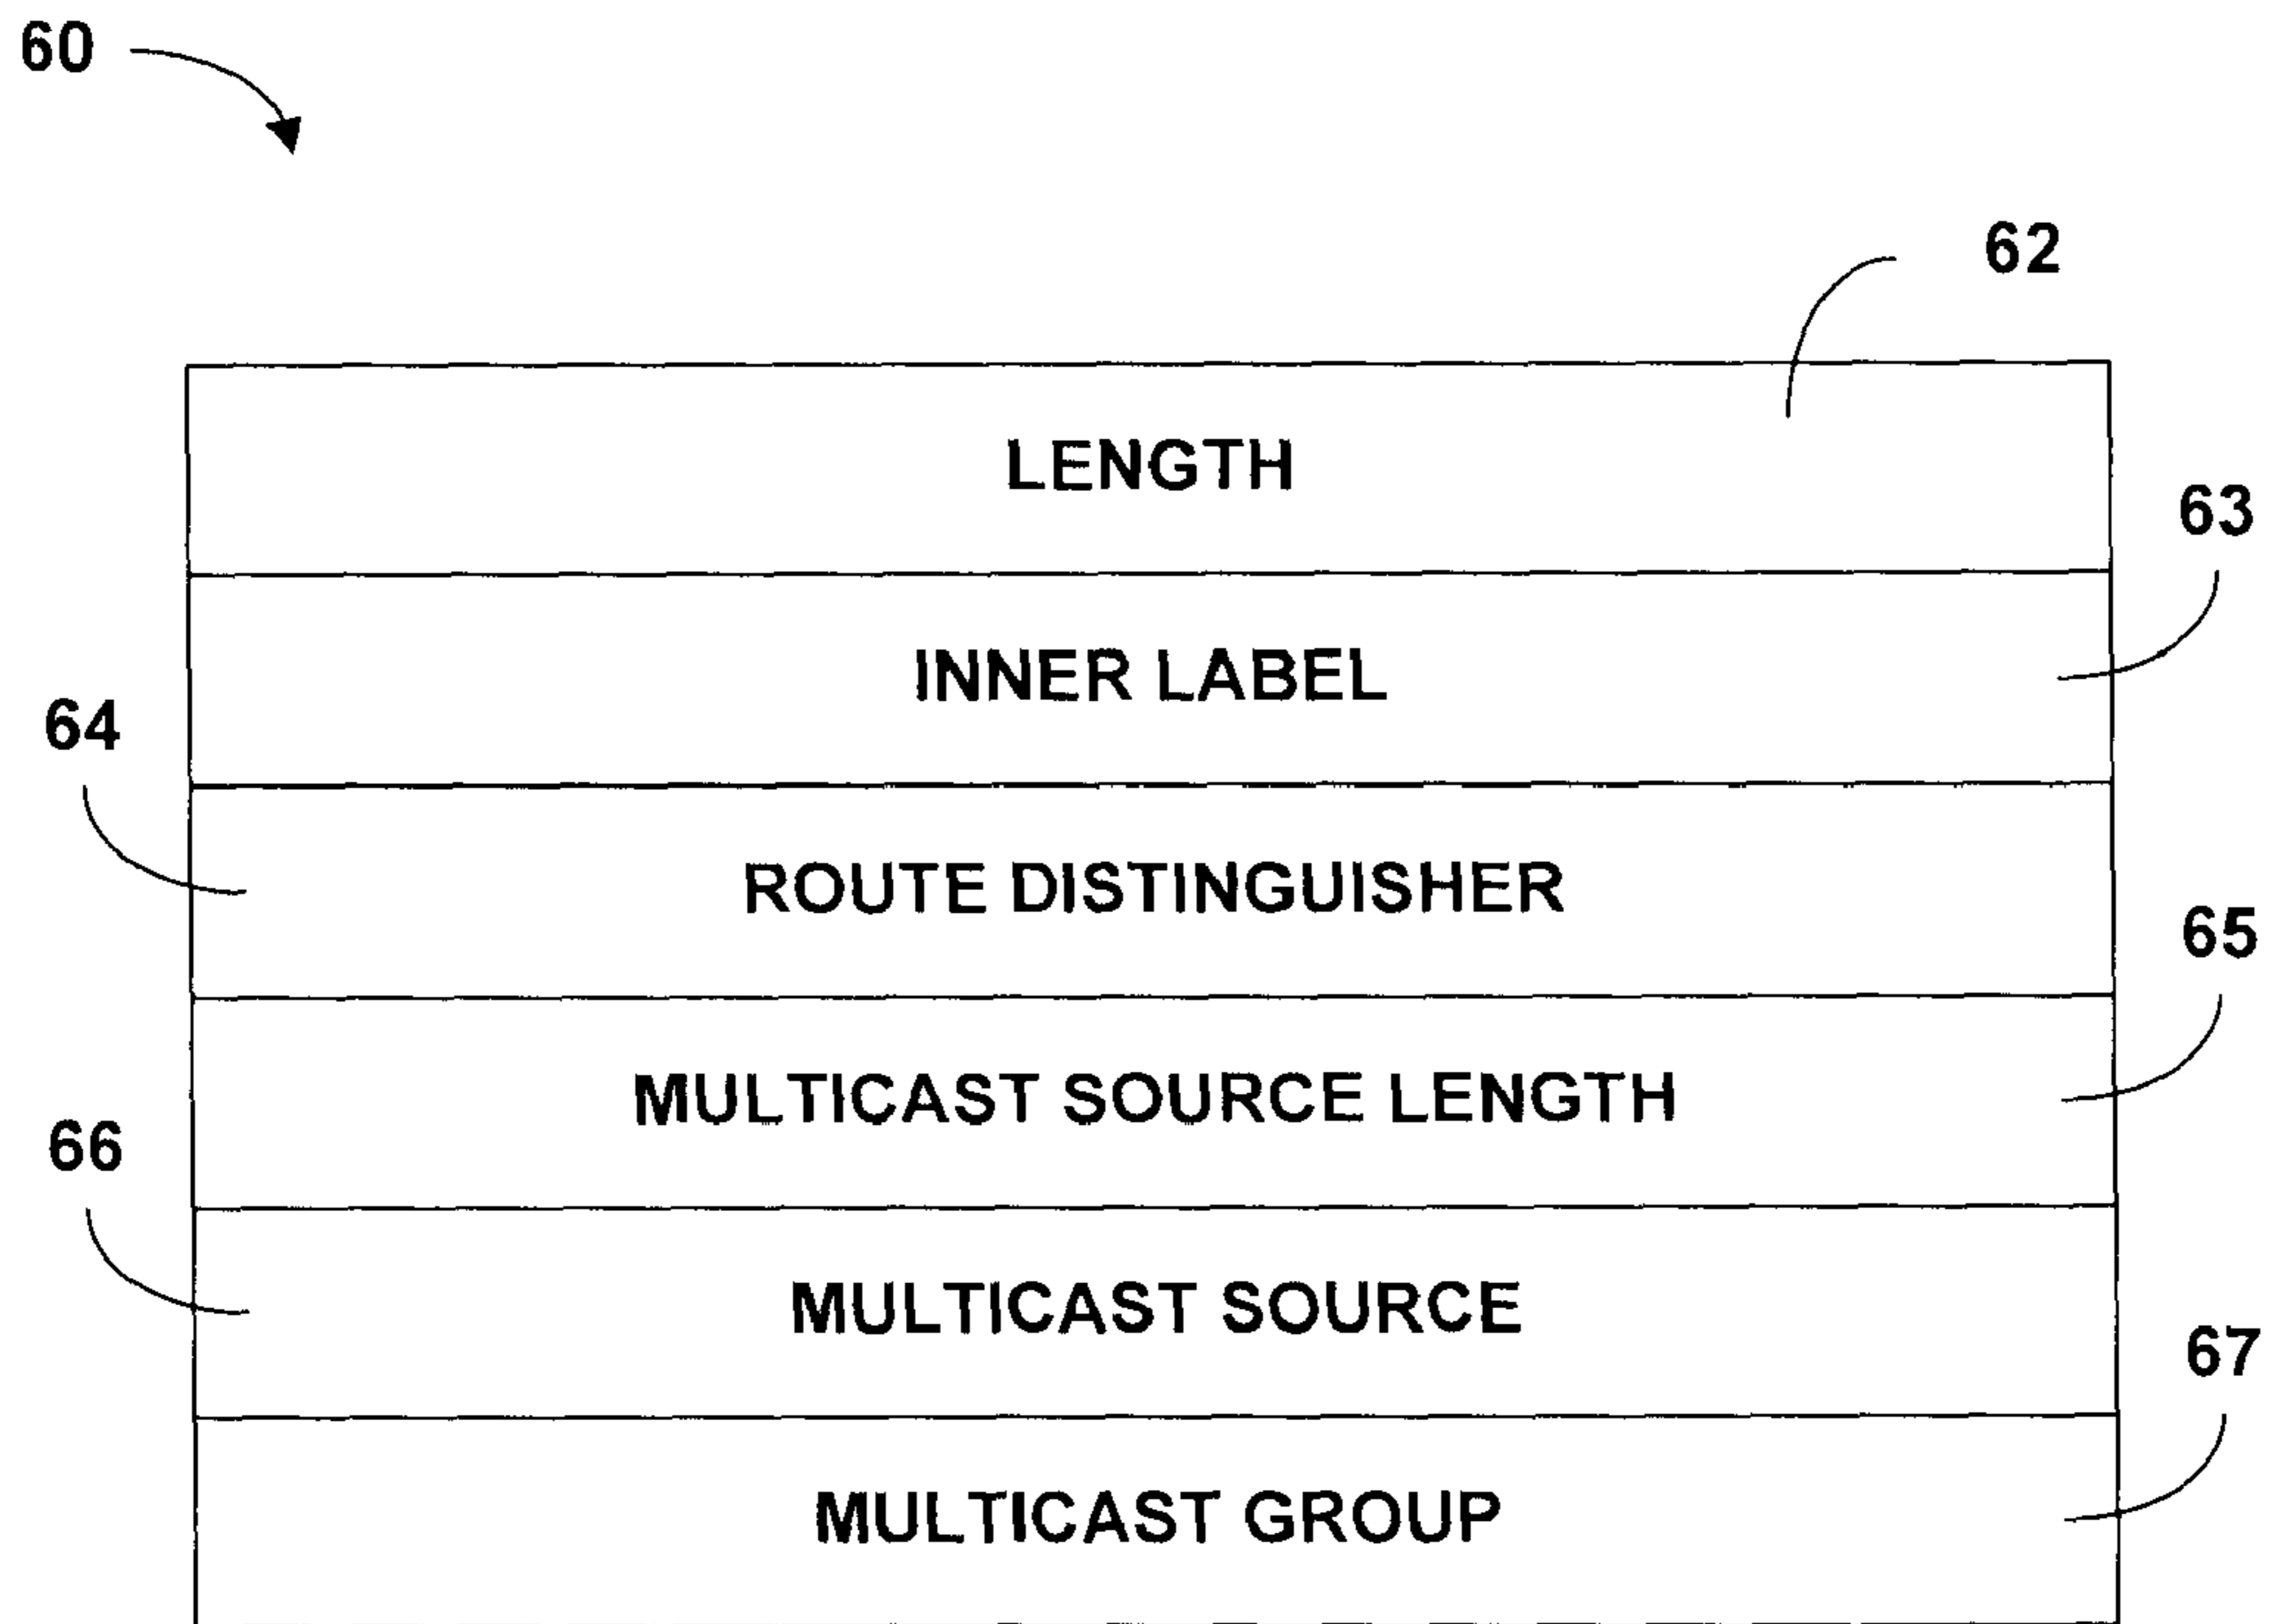 60
62
LENGTH
63
INNER LABEL
64
ROUTE DISTINGUISHER
65
MULTICAST SOURCE LENGTH
66
MULTICAST SOURCE
67
MULTICAST GROUP